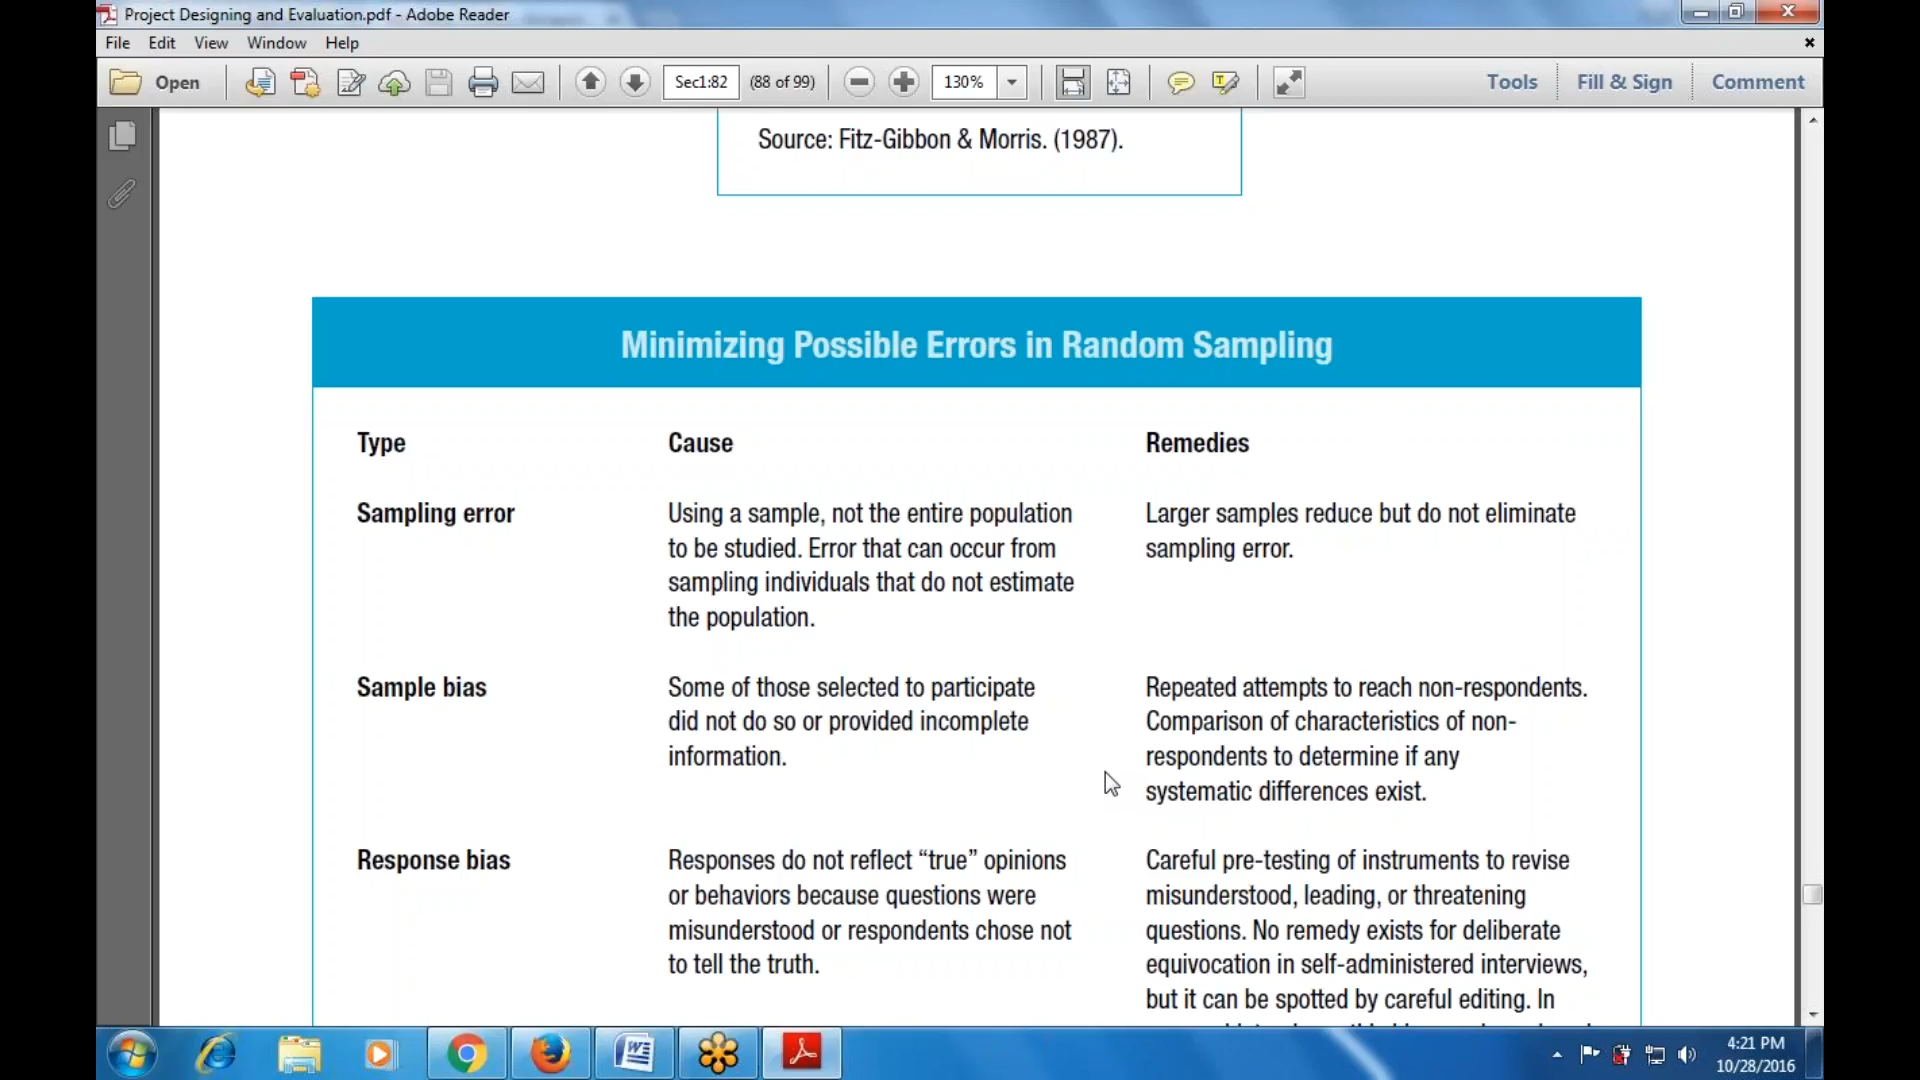 Project Designing and Evaluation.pdf - Adobe Reader
File Edit View Window Help
Open Sec1:82 (88 of 99) 130% Tools Fill & Sign Comment
Source: Fitz-Gibbon & Morris. (1987).
Minimizing Possible Errors in Random Sampling
Type Cause Remedies
Sampling error
Using a sample, not the entire population
to be studied. Error that can occur from
sampling individuals that do not estimate
the population.
Larger samples reduce but do not eliminate
sampling error.
Sample bias
Some of those selected to participate
did not do so or provided incomplete
information.
Repeated attempts to reach non-respondents.
Comparison of characteristics of non-
respondents to determine if any
systematic differences exist.
Response bias
Responses do not reflect “true” opinions
or behaviors because questions were
misunderstood or respondents chose not
to tell the truth.
Careful pre-testing of instruments to revise
misunderstood, leading, or threatening
questions. No remedy exists for deliberate
equivocation in self-administered interviews,
but it can be spotted by careful editing. In
4:21 PM
10/28/2016